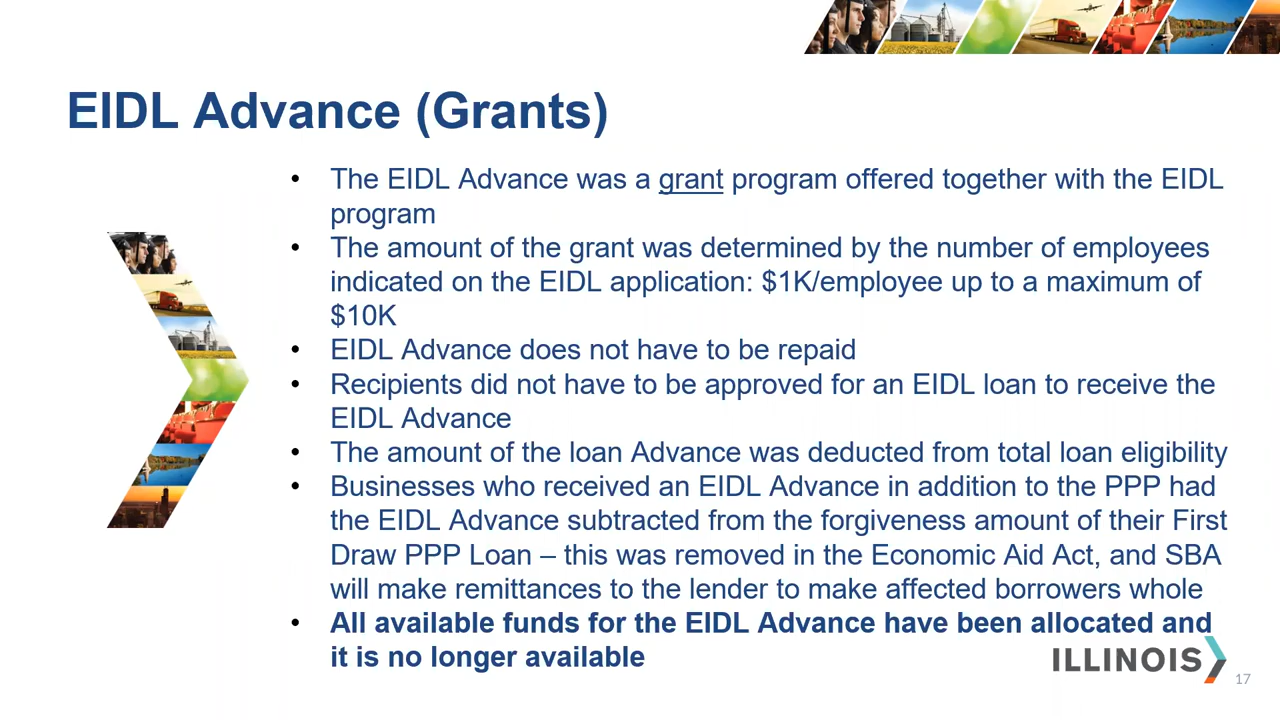 EIDL Advance (Grants)
• The EIDL Advance was a grant program offered together with the EIDL
program
• The amount of the grant was determined by the number of employees
indicated on the EIDL application: $1K/employee up to a maximum of
$10K
• EIDL Advance does not have to be repaid
• Recipients did not have to be approved for an EIDL loan to receive the
EIDL Advance
• The amount of the loan Advance was deducted from total loan eligibility
• Businesses who received an EIDL Advance in addition to the PPP had
the EIDL Advance subtracted from the forgiveness amount of their First
Draw PPP Loan – this was removed in the Economic Aid Act, and SBA
will make remittances to the lender to make affected borrowers whole
• All available funds for the EIDL Advance have been allocated and
it is no longer available
ILLINOIS
17